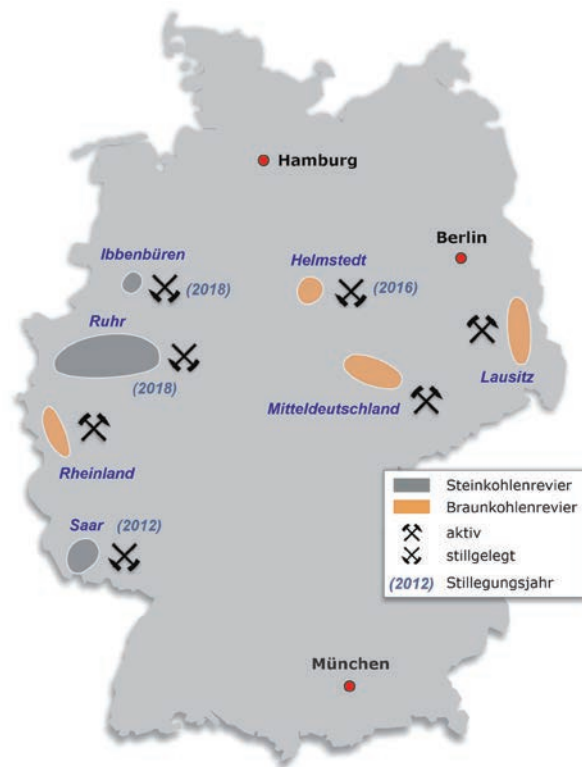 Hamburg
Berlin
Ibbenbüren
(2018)
Helmstedt
(2016)
Ruhr
(2018)
Lausitz
Mitteldeutschland
Rheinland
Saar
(2012)
Steinkohlenrevier
Braunkohlenrevier
aktiv
stillgelegt
(2012) Stillegungsjahr
München